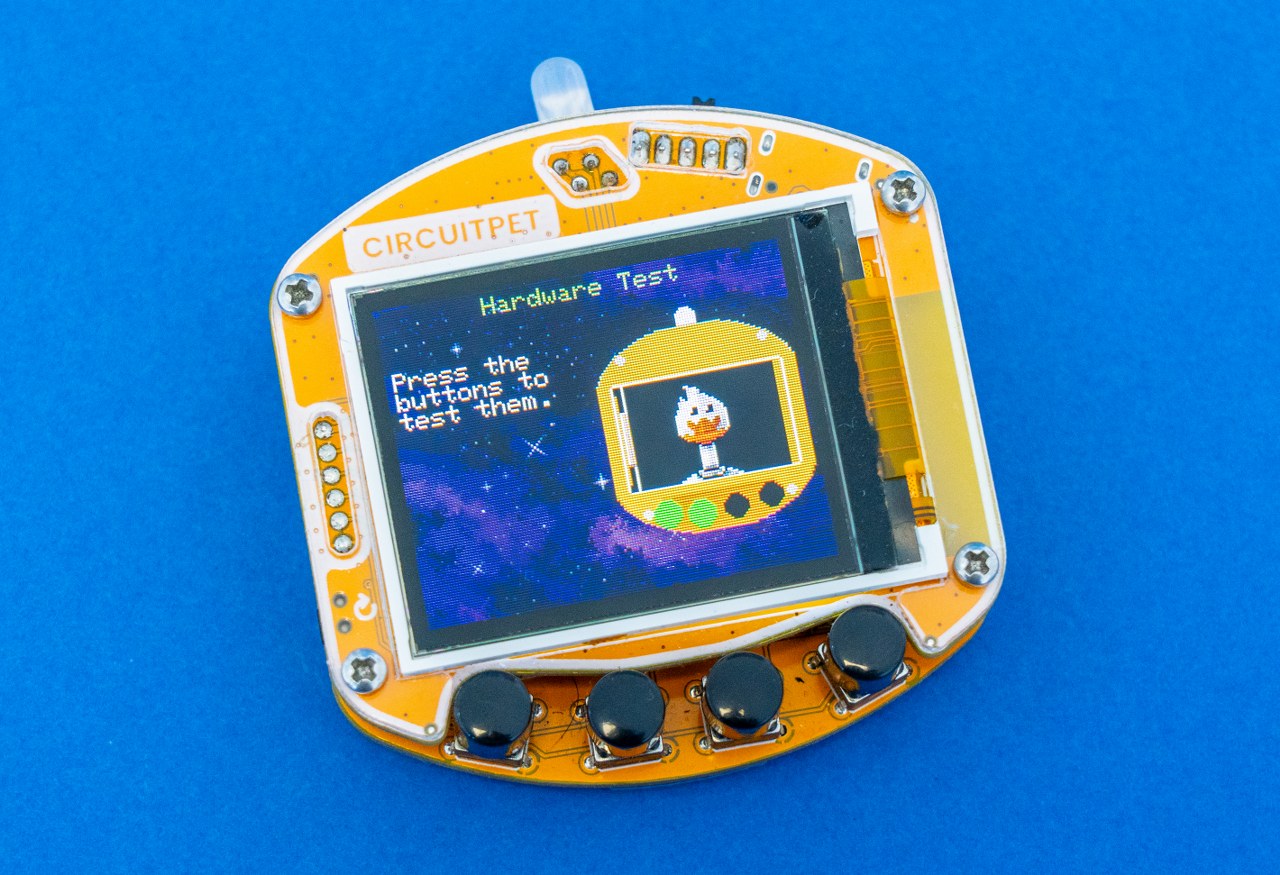 CIRCUITPET
Hardware Test
Press the
buttons to
test them.